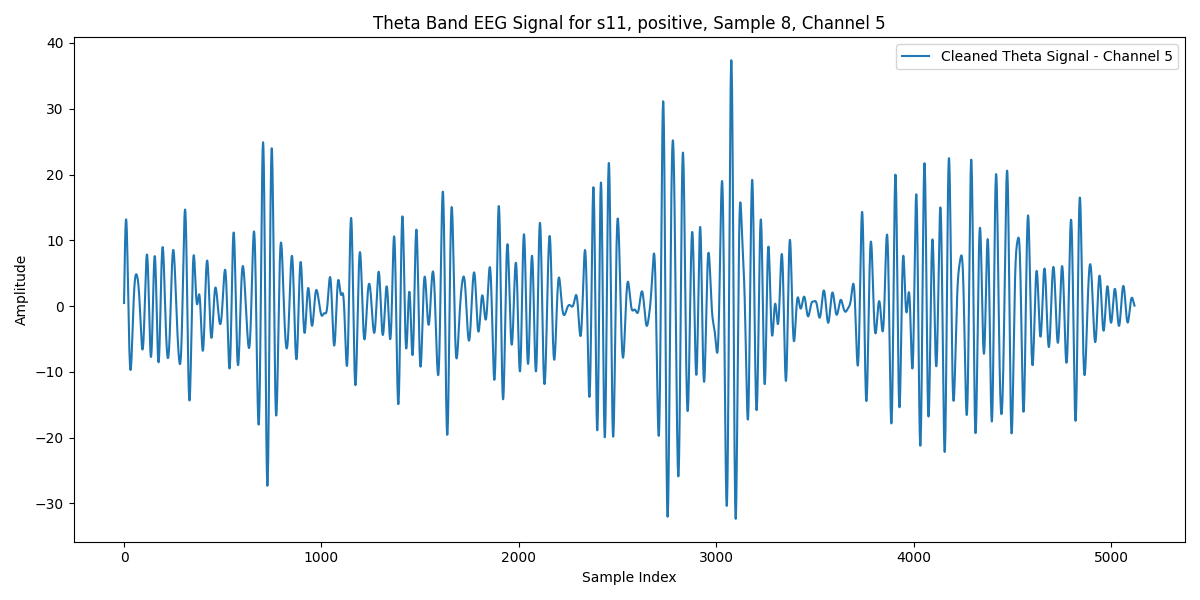 Theta Band EEG Signal for s11, positive, Sample 8, Channel 5
Cleaned Theta Signal - Channel 5
Amplitude
40
30
20
10
0
−10
−20
−30
0 1000 2000 3000 4000 5000
Sample Index